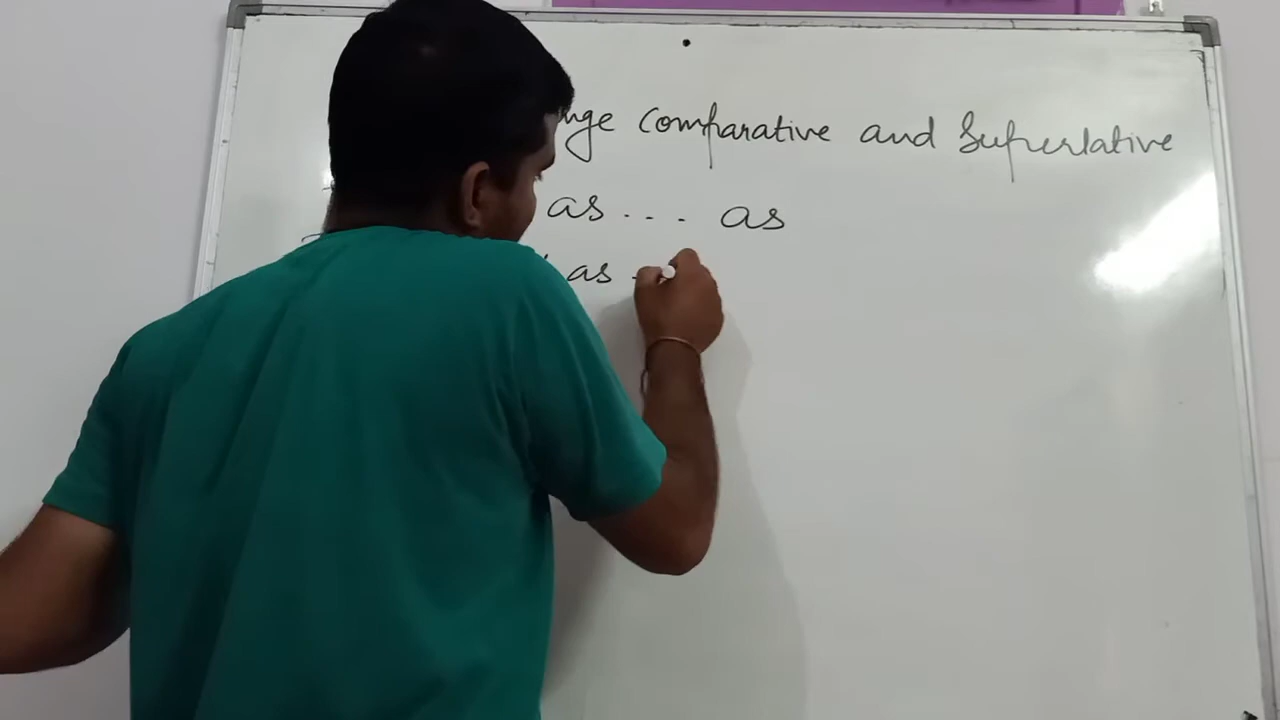 nge Comparative and Superlative
as ... as
as